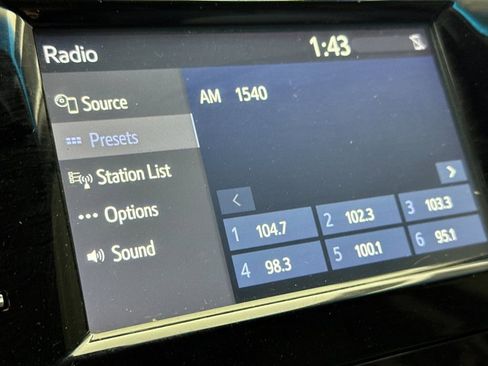 Radio 1:43
Source
Presets
Station List
Options
Sound
AM 1540
1 104.7
2 102.3
3 103.3
4 98.3
5 100.1
6 95.1